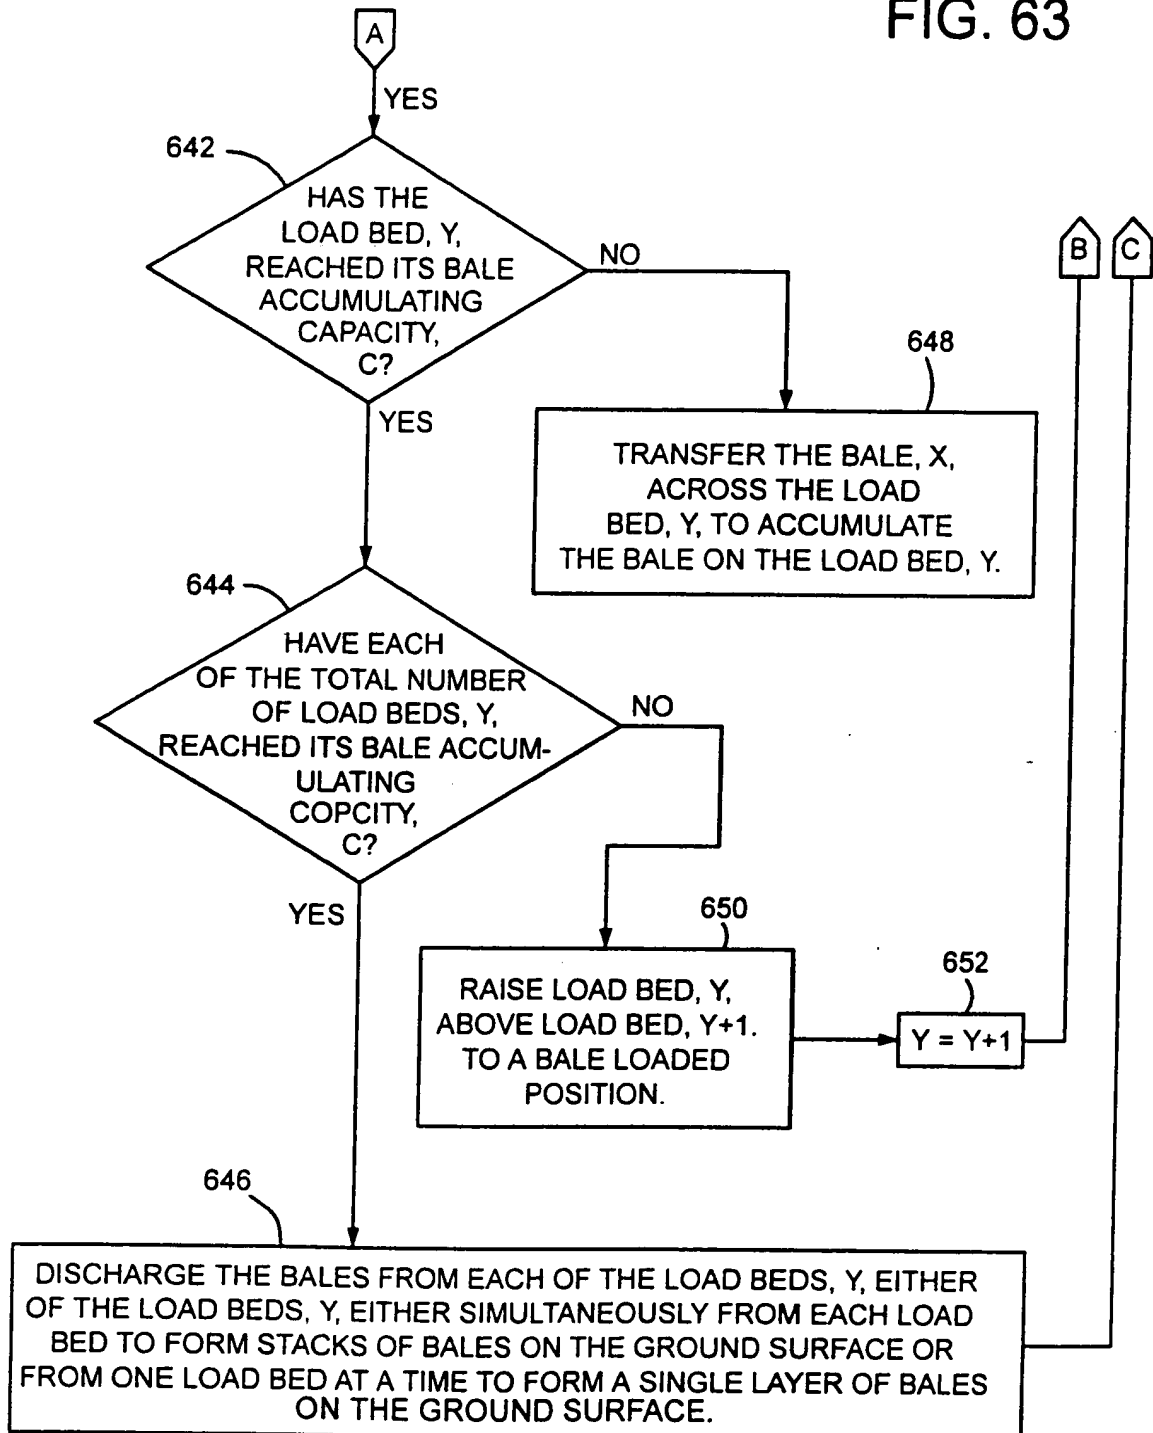 FIG. 63
A
YES
642
HAS THE
LOAD BED, Y,
REACHED ITS BALE
ACCUMULATING
CAPACITY,
C?
NO
B
C
YES
648
TRANSFER THE BALE, X,
ACROSS THE LOAD
BED, Y, TO ACCUMULATE
THE BALE ON THE LOAD BED, Y.
644
HAVE EACH
OF THE TOTAL NUMBER
OF LOAD BEDS, Y,
REACHED ITS BALE ACCUM-
ULATING
COPCITY,
C?
NO
YES
650
RAISE LOAD BED, Y,
ABOVE LOAD BED, Y+1.
TO A BALE LOADED
POSITION.
652
Y = Y+1
646
DISCHARGE THE BALES FROM EACH OF THE LOAD BEDS, Y, EITHER
OF THE LOAD BEDS, Y, EITHER SIMULTANEOUSLY FROM EACH LOAD
BED TO FORM STACKS OF BALES ON THE GROUND SURFACE OR
FROM ONE LOAD BED AT A TIME TO FORM A SINGLE LAYER OF BALES
ON THE GROUND SURFACE.